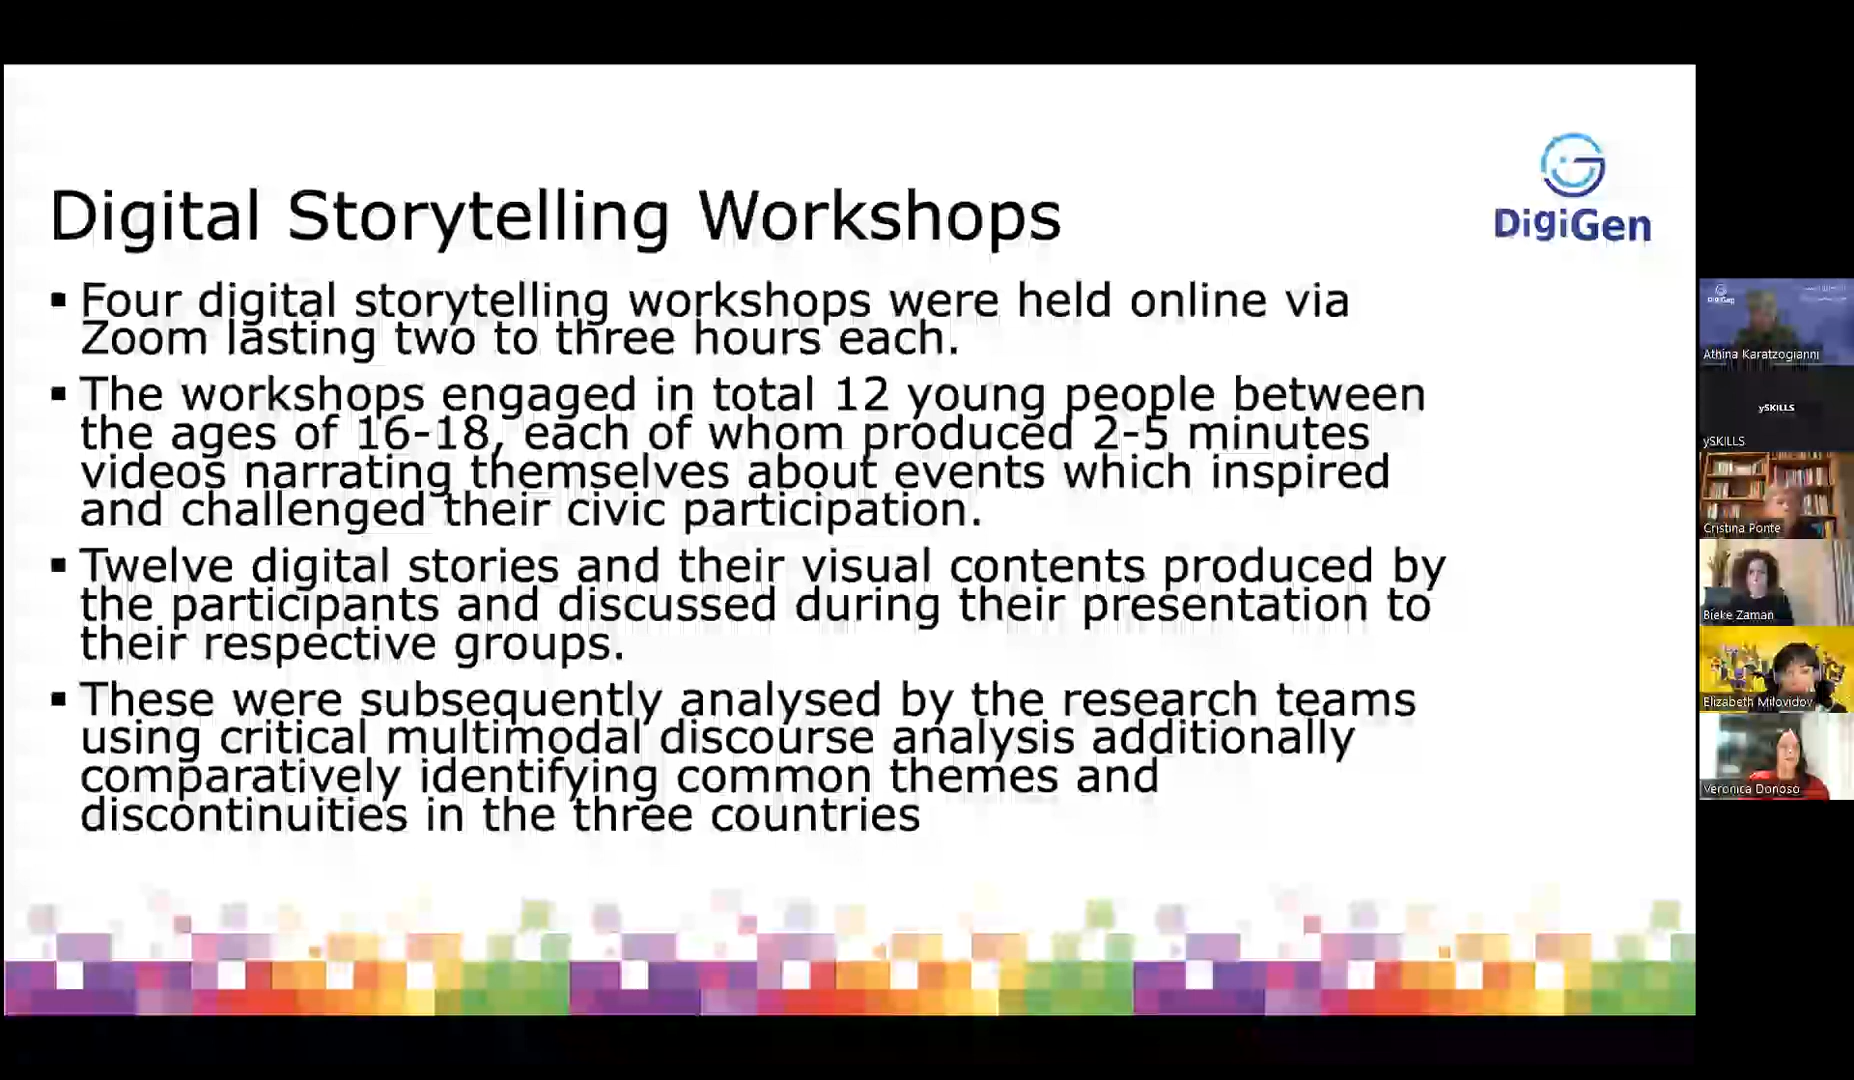 Digital Storytelling Workshops
DigiGen
▪ Four digital storytelling workshops were held online via
Zoom lasting two to three hours each.
▪ The workshops engaged in total 12 young people between
the ages of 16-18, each of whom produced 2-5 minutes
videos narrating themselves about events which inspired
and challenged their civic participation.
▪ Twelve digital stories and their visual contents produced by
the participants and discussed during their presentation to
their respective groups.
▪ These were subsequently analysed by the research teams
using critical multimodal discourse analysis additionally
comparatively identifying common themes and
discontinuities in the three countries
DigiGen
Athina Karatzogianni
ySKILLS
ySKILLS
Cristina Ponte
Bieke Zaman
Elizabeth Milovidov
Veronica Donoso